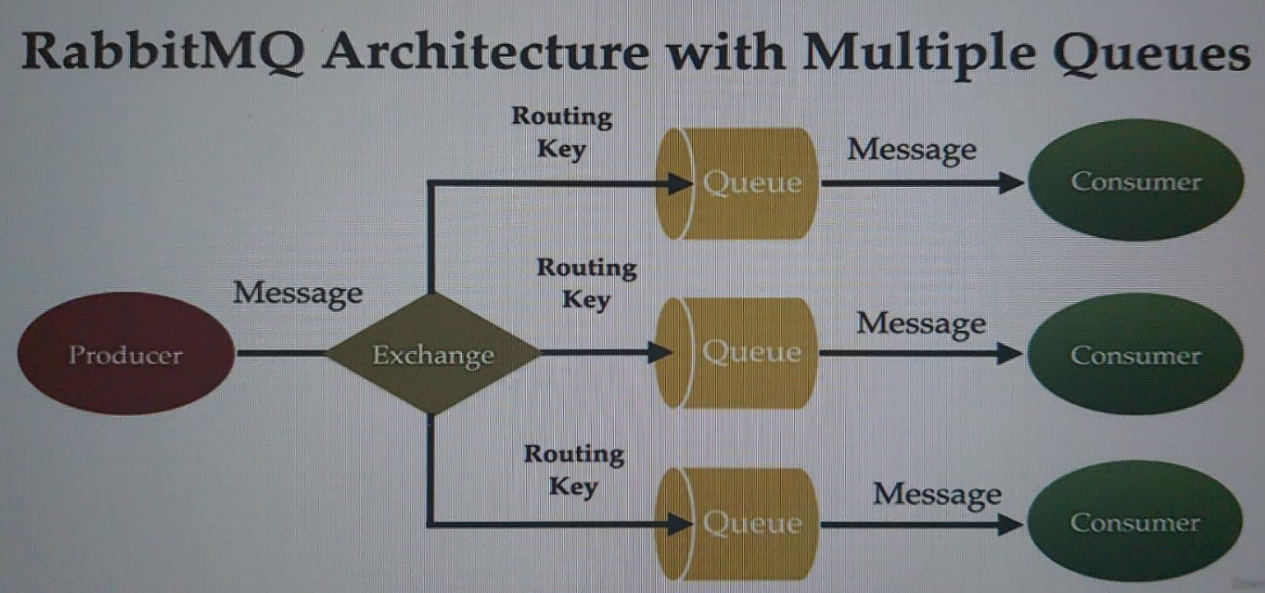 RabbitMQ Architecture with Multiple Queues
Routing
Key
Queue
Message
Consumer
Routing
Key
Producer
Message
Exchange
Queue
Message
Consumer
Routing
Key
Queue
Message
Consumer